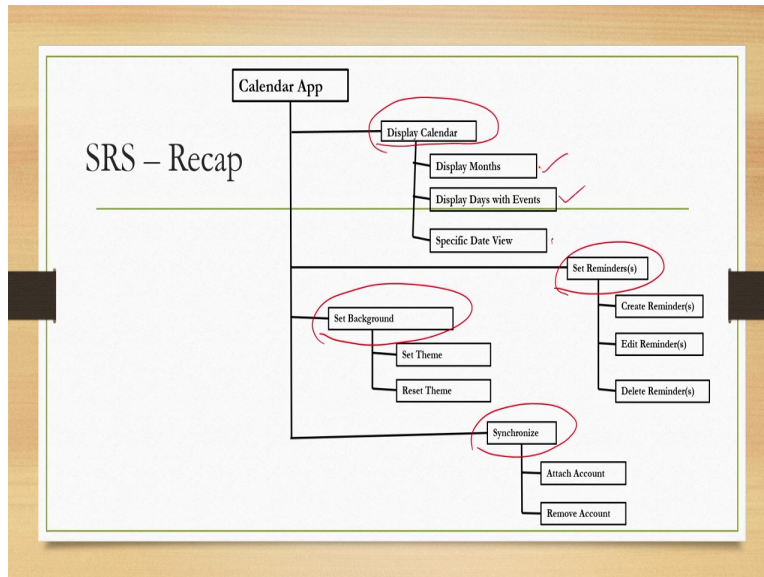 Calendar App
SRS – Recap
Display Calendar
Display Months
Display Days with Events
Specific Date View
Set Reminders(s)
Create Reminder(s)
Edit Reminder(s)
Delete Reminder(s)
Set Background
Set Theme
Reset Theme
Synchronize
Attach Account
Remove Account